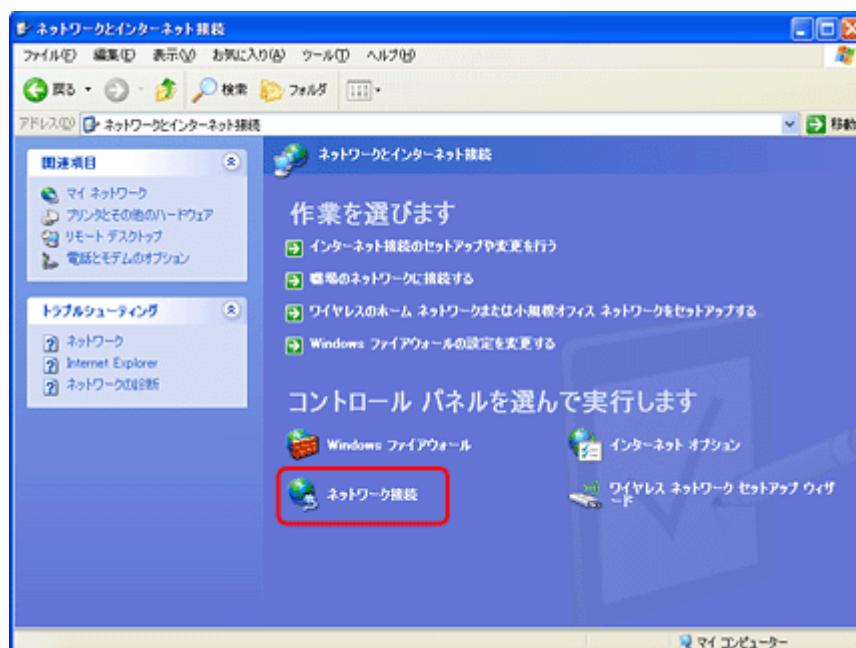 ネットワークとインターネット接続
ファイル(F) 編集(E) 表示(V) お気に入り(A) ツール(T) ヘルプ(H)
戻る 検索 フォルダ
アドレス(D) ネットワークとインターネット接続 移動
関連項目
マイ ネットワーク
プリンタとその他のハードウェア
リモート デスクトップ
電話とモデムのオプション
トラブルシューティング
ネットワーク
Internet Explorer
ネットワークの診断
ネットワークとインターネット接続
作業を選びます
インターネット接続のセットアップや変更を行う
職場のネットワークに接続する
ワイヤレスのホーム ネットワークまたは小規模オフィス ネットワークをセットアップする
Windows ファイアウォールの設定を変更する
コントロール パネルを選んで実行します
Windows ファイアウォール
インターネット オプション
ネットワーク接続
ワイヤレス ネットワーク セットアップ ウィザ
ード
マイ コンピューター